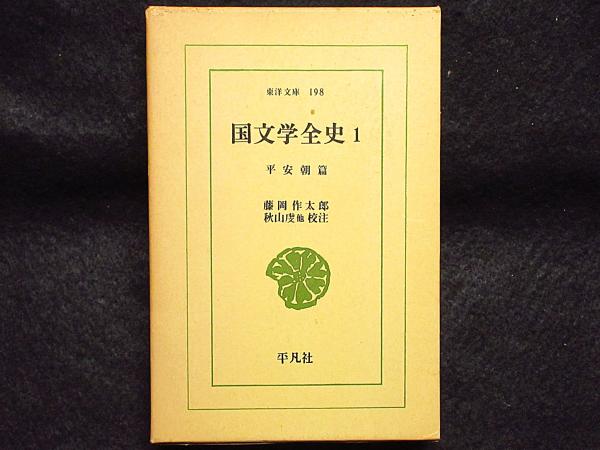 東洋文庫 198
国文学全史 1
平安朝篇
藤岡作太郎
秋山虔他 校注
平凡社